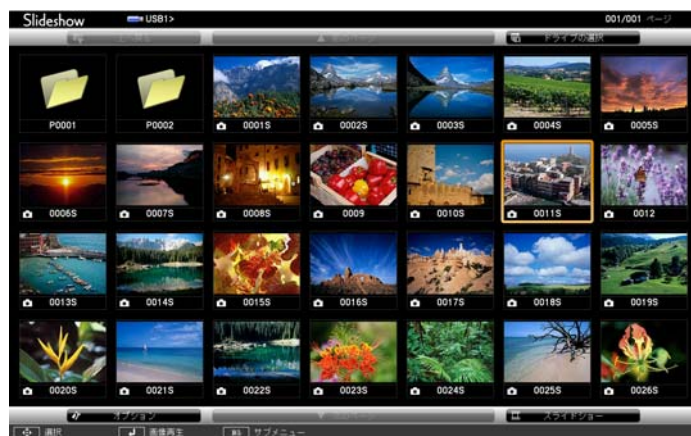 Slideshow USB1> 001/001 ページ
ドライブの選択
P0001 P0002 0001S 0002S 0003S 0004S 0005S
0006S 0007S 0008S 0009 0010S 0011S 0012
0013S 0014S 0015S 0016S 0017S 0018S 0019S
0020S 0021S 0022S 0023S 0024S 0025S 0026S
オプション スライドショー
選択 画像再生 サブメニュー